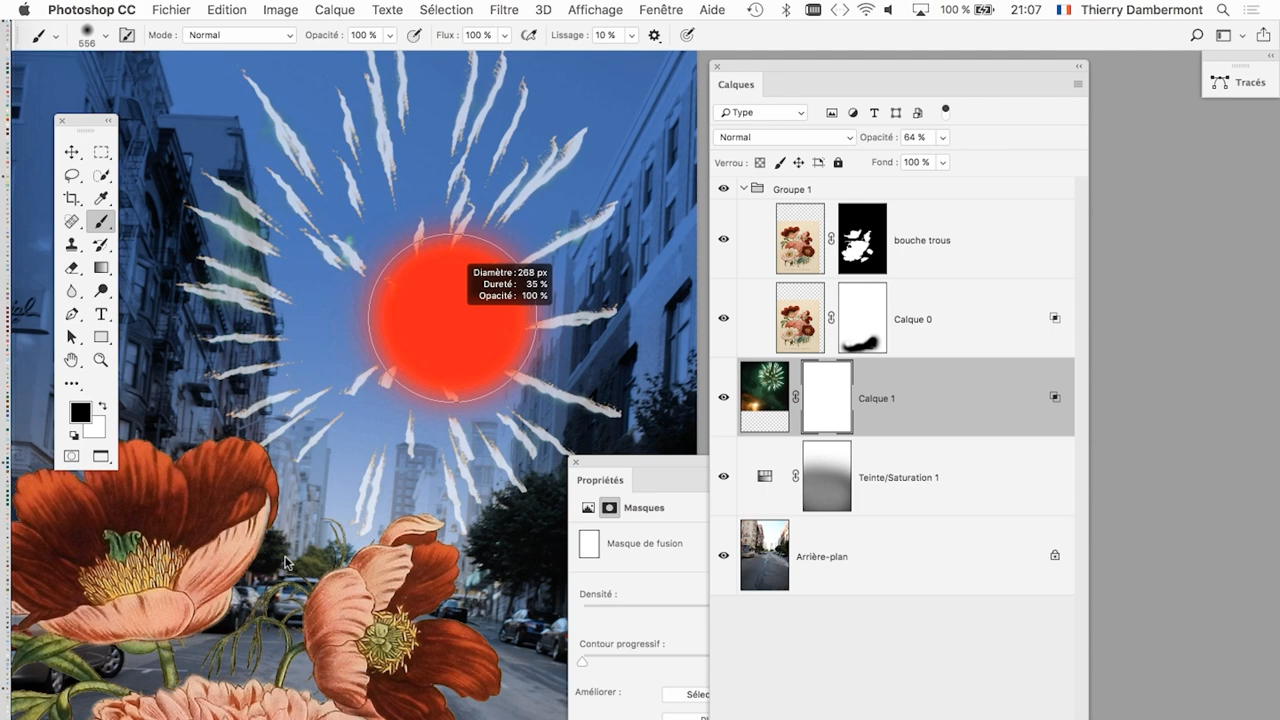 Photoshop CC Fichier Edition Image Calque Texte Sélection Filtre 3D Affichage Fenêtre Aide 100 % 21:07 Thierry Dambermont
556 Mode : Normal Opacité : 100 % Flux : 100 % Lissage : 10 %
Tracés
Calques
Type
Normal Opacité : 64 %
Verrou : Fond : 100 %
Groupe 1
bouche trous
Calque 0
Calque 1
Teinte/Saturation 1
Arrière-plan
Diamètre : 268 px
Dureté : 35 %
Opacité : 100 %
Propriétés
Masques
Masque de fusion
Densité :
Contour progressif :
Améliorer : Sélec